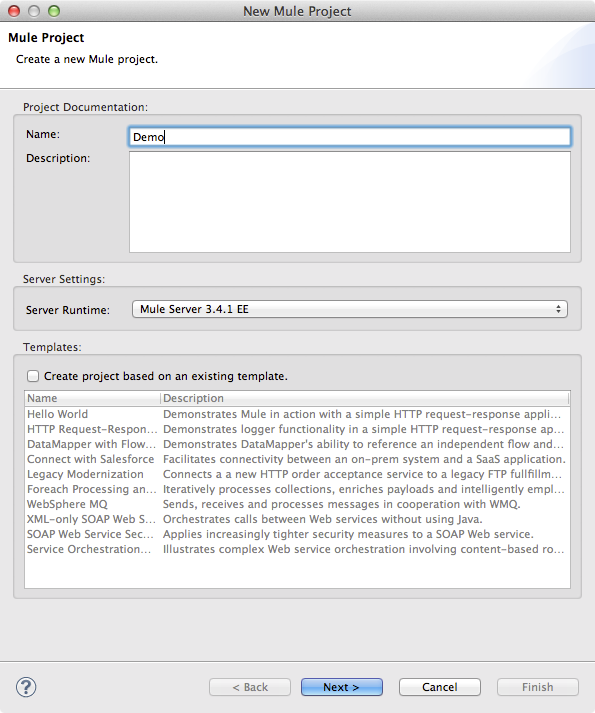 New Mule Project
Mule Project
Create a new Mule project.
Project Documentation:
Name: Demo
Description:
Server Settings:
Server Runtime: Mule Server 3.4.1 EE
Templates:
Create project based on an existing template.
Name Description
Hello World Demonstrates Mule in action with a simple HTTP request-response appli...
HTTP Request-Respon... Demonstrates logger functionality in a simple HTTP request-response ap...
DataMapper with Flow... Demonstrates DataMapper's ability to reference an independent flow and...
Connect with Salesforce Facilitates connectivity between an on-prem system and a SaaS application.
Legacy Modernization Connects a a new HTTP order acceptance service to a legacy FTP fullfillm...
Foreach Processing an... Iteratively processes collections, enriches payloads and intelligently empl...
WebSphere MQ Sends, receives and processes messages in cooperation with WMQ.
XML-only SOAP Web S... Orchestrates calls between Web services without using Java.
SOAP Web Service Sec... Applies increasingly tighter security measures to a SOAP Web service.
Service Orchestration... Illustrates complex Web service orchestration involving content-based ro...
? < Back Next > Cancel Finish